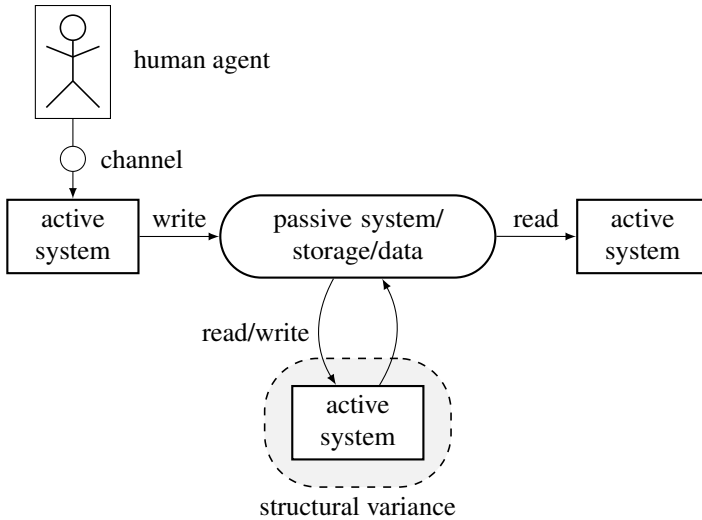 human agent
channel
active
system
write
passive system/
storage/data
read
active
system
read/write
active
system
structural variance